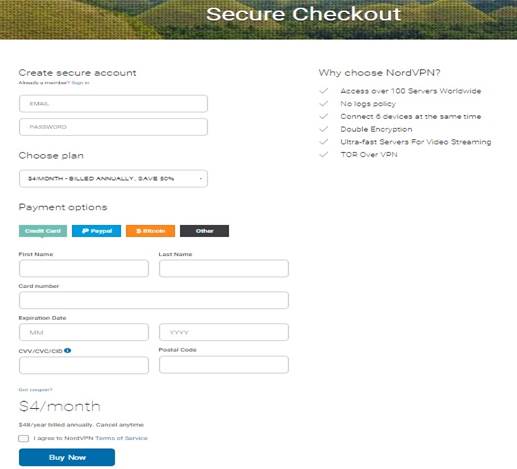 Secure Checkout
Create secure account
Already a member? Sign in
EMAIL
PASSWORD
Choose plan
$4/MONTH - BILLED ANNUALLY, SAVE 50%
Payment options
Credit Card
PayPal
$ Bitcoin
Other
First Name
Last Name
Card number
Expiration Date
MM
YYYY
CVV/CVC/CID
Postal Code
Got coupon?
$4/month
$48/year billed annually. Cancel anytime
I agree to NordVPN Terms of Service
Buy Now
Why choose NordVPN?
Access over 100 Servers Worldwide
No logs policy
Connect 6 devices at the same time
Double Encryption
Ultra-fast Servers For Video Streaming
TOR Over VPN